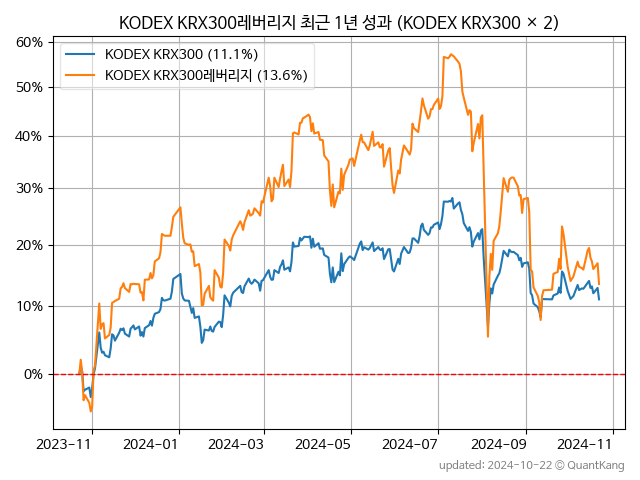 KODEX KRX300레버리지 최근 1년 성과 (KODEX KRX300 × 2)
KODEX KRX300 (11.1%)
KODEX KRX300레버리지 (13.6%)
60%
50%
40%
30%
20%
10%
0%
2023-11 2024-01 2024-03 2024-05 2024-07 2024-09 2024-11
updated: 2024-10-22 © QuantKang